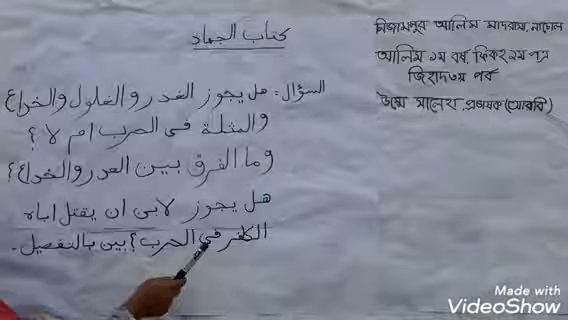 كتاب الجهاد
السؤال: هل يجوز الغدر والغلول والخداع
والمثلة فى الحرب ام لا؟
وما الفرق بين الغدر والخداع؟
هل يجوز لابن ان يقتل اباه
الكافر في الحرب؟ بين بالتفصيل۔
নিজামপুর আলিম মাদরাসা, নাচোল
আলিম ১ম বর্ষ, ফিকহ ১ম পত্র
জিহাদ ৩য় পর্ব
উম্মে সালেহা, প্রভাষক (আরবি)
Made with
VideoShow